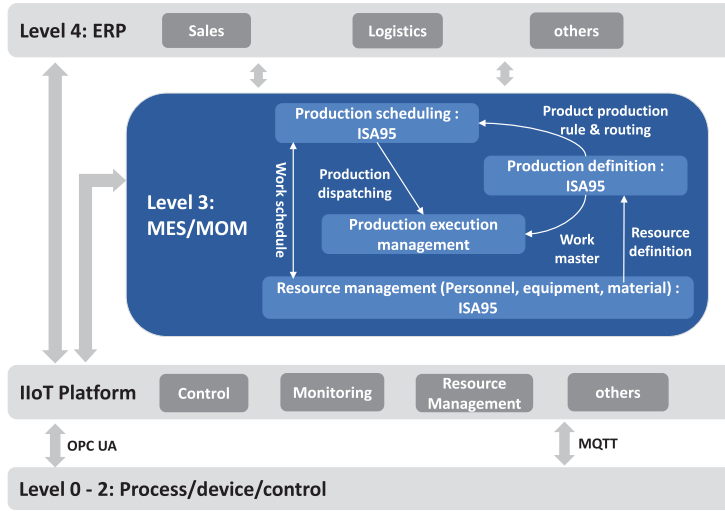 Level 4: ERP
Sales
Logistics
others
Production scheduling :
ISA95
Product production
rule & routing
Production
dispatching
Production definition :
ISA95
Work schedule
Level 3:
MES/MOM
Production execution
management
Work
master
Resource
definition
Resource management (Personnel, equipment, material) :
ISA95
IIoT Platform
Control
Monitoring
Resource
Management
others
OPC UA
MQTT
Level 0 - 2: Process/device/control